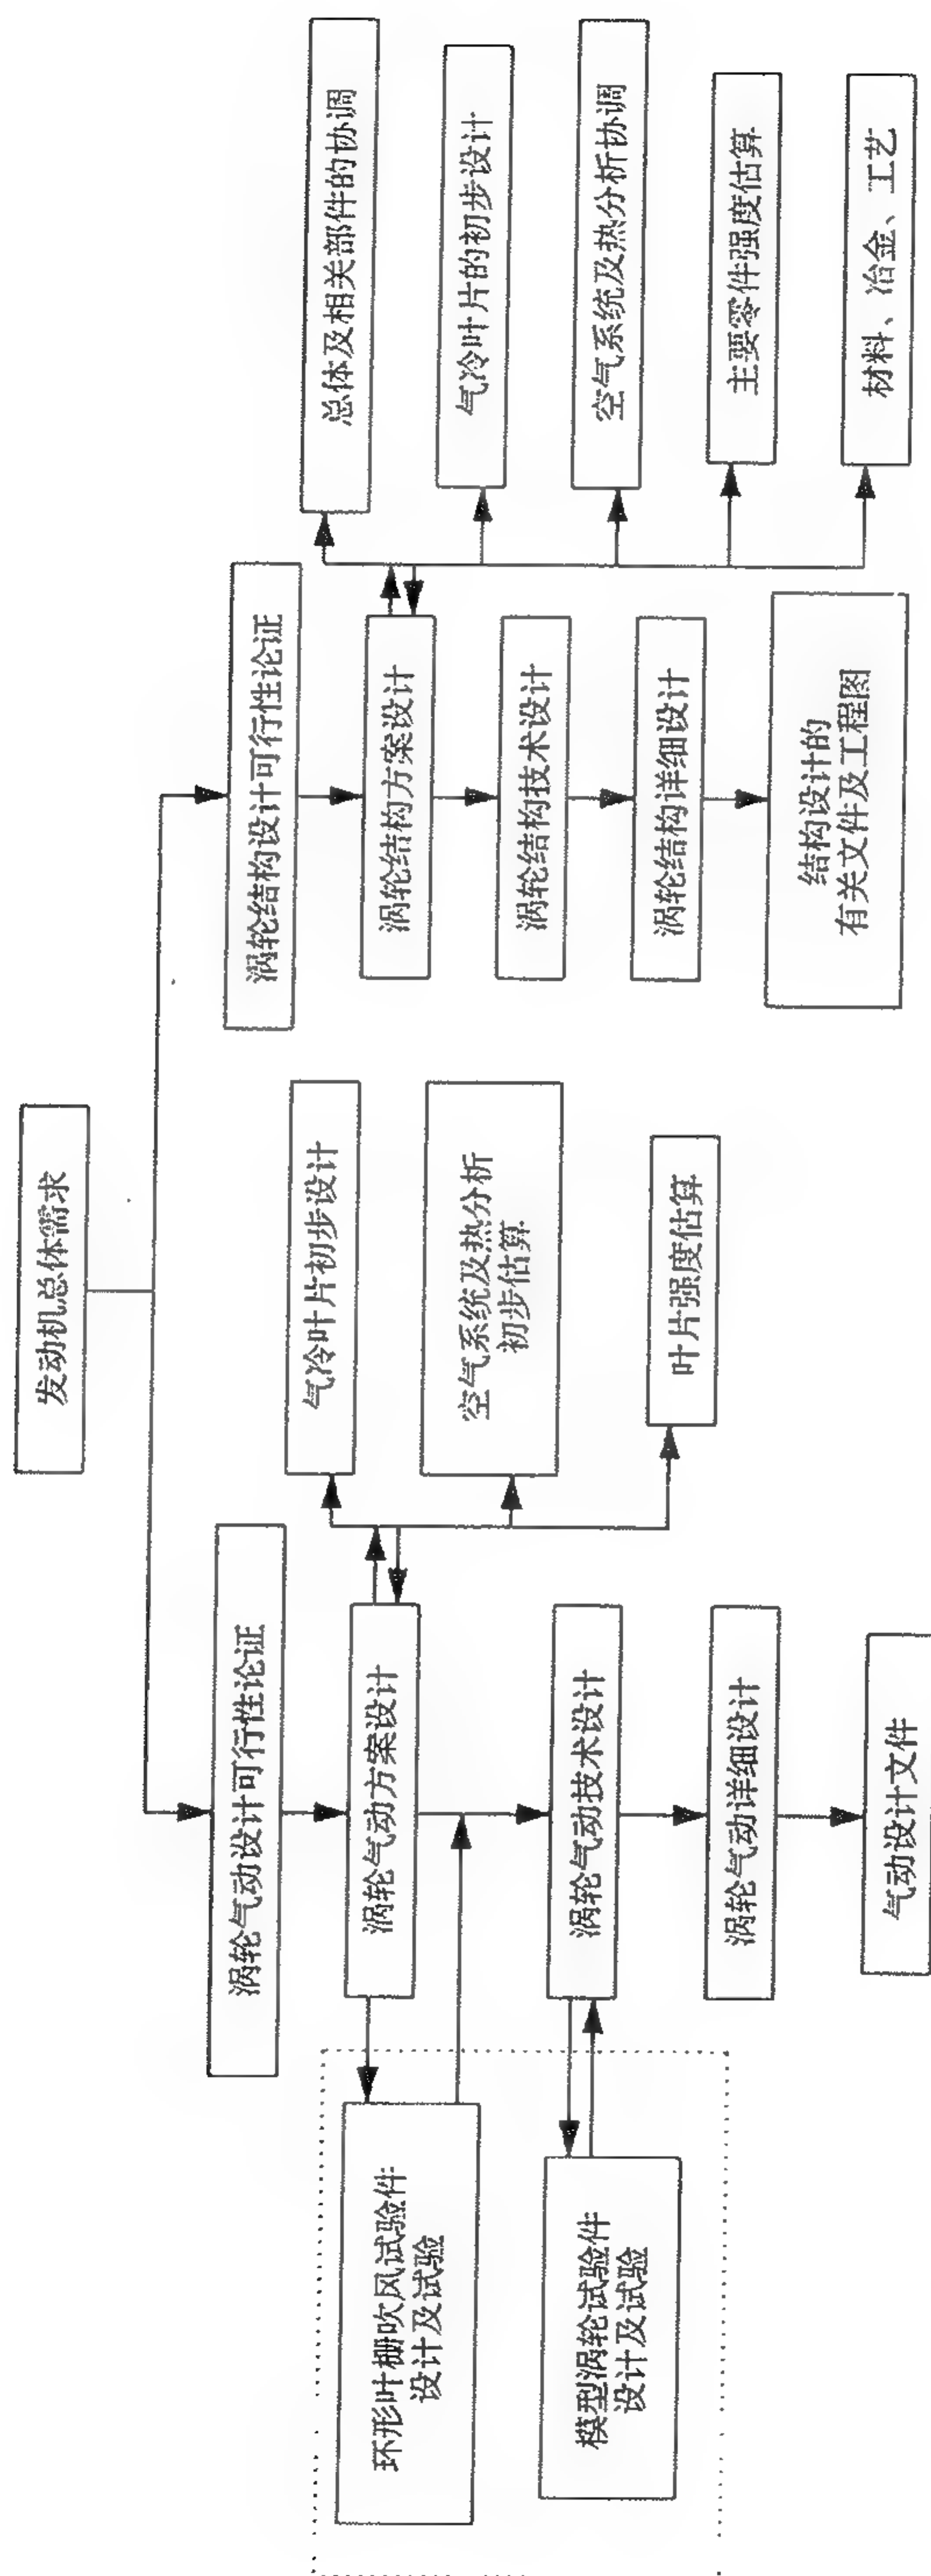 发动机总体需求
涡轮气动设计可行性论证
涡轮结构设计可行性论证
气冷叶片初步设计
总体及相关部件的协调
环形叶栅吹风试验件
设计及试验
涡轮气动方案设计
空气系统及热分析
初步估算
涡轮结构方案设计
气冷叶片的初步设计
模型涡轮试验件
设计及试验
涡轮气动技术设计
叶片强度估算
涡轮结构技术设计
空气系统及热分析协调
涡轮气动详细设计
涡轮结构详细设计
主要零件强度估算
气动设计文件
结构设计的
有关文件及工程图
材料、冶金、工艺